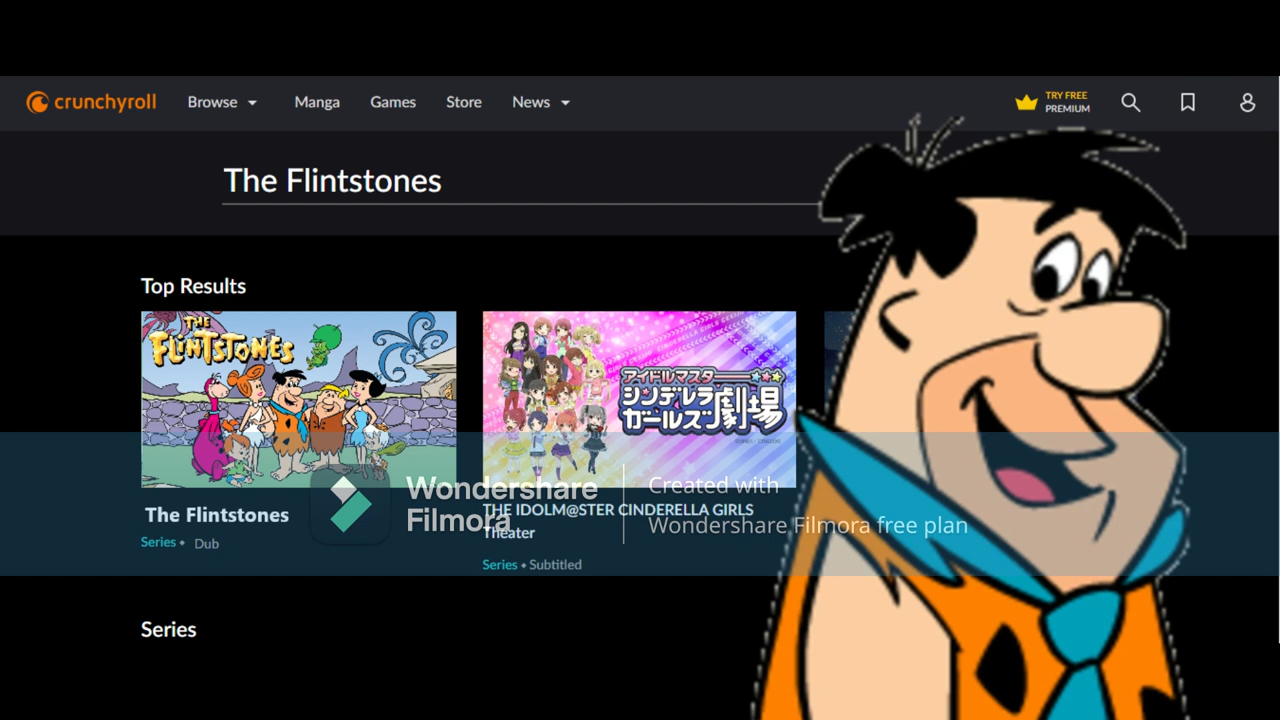 crunchyroll
Browse
Manga
Games
Store
News
TRY FREE
PREMIUM
The Flintstones
Top Results
THE
FLINTSTONES
アイドルマスター
シンデレラ
ガールズ劇場
The Flintstones
Series • Dub
THE IDOLM@STER CINDERELLA GIRLS
Theater
Series • Subtitled
Wondershare
Filmora
Created with
Wondershare Filmora free plan
Series